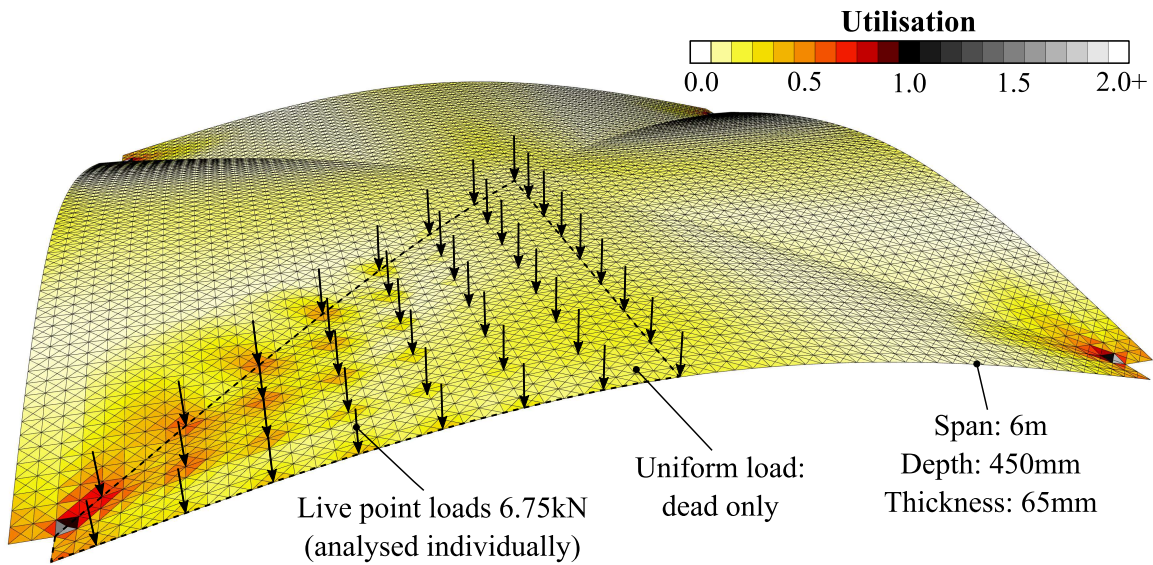 Utilisation
0.0 0.5 1.0 1.5 2.0+
Live point loads 6.75kN
(analysed individually)
Uniform load:
dead only
Span: 6m
Depth: 450mm
Thickness: 65mm